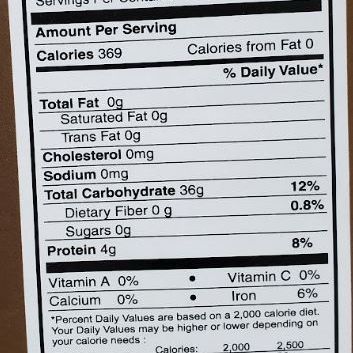 Servings Per
Amount Per Serving
Calories 369 Calories from Fat 0
% Daily Value*
Total Fat 0g
Saturated Fat 0g
Trans Fat 0g
Cholesterol 0mg
Sodium 0mg
Total Carbohydrate 36g 12%
Dietary Fiber 0 g 0.8%
Sugars 0g
Protein 4g 8%
Vitamin A 0% • Vitamin C 0%
Calcium 0% • Iron 6%
*Percent Daily Values are based on a 2,000 calorie diet.
Your Daily Values may be higher or lower depending on
your calorie needs :
Calories: 2,000 2,500